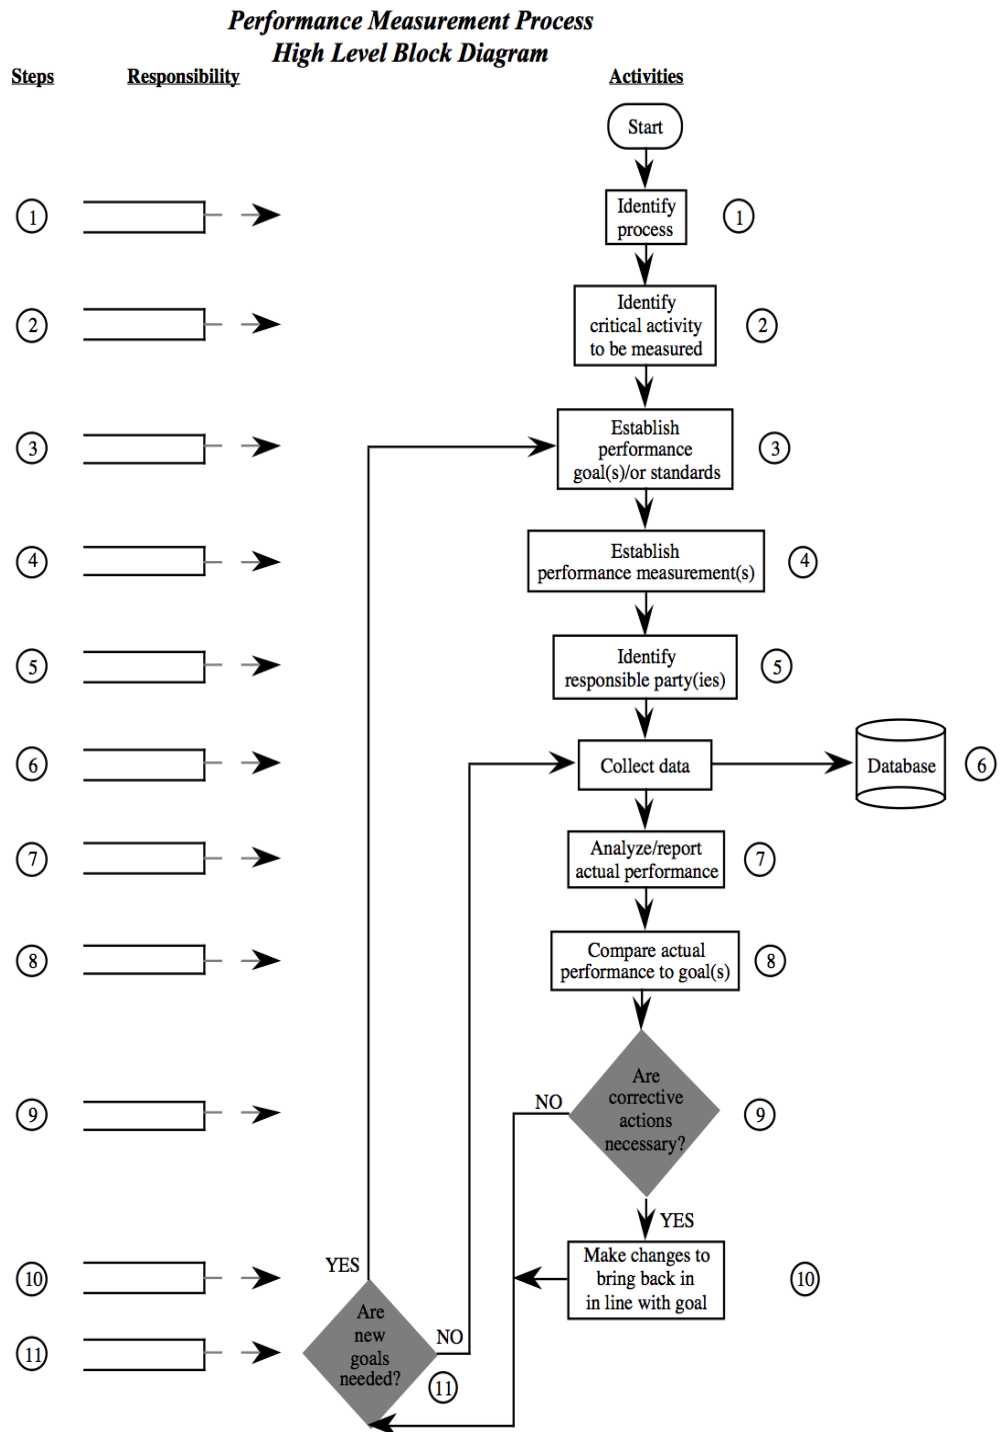 Performance Measurement Process
High Level Block Diagram
Steps
Responsibility
Activities
Start
1
Identify
process
1
2
Identify
critical activity
to be measured
2
3
Establish
performance
goal(s)/or standards
3
4
Establish
performance measurement(s)
4
5
Identify
responsible party(ies)
5
6
Collect data
Database
6
7
Analyze/report
actual performance
7
8
Compare actual
performance to goal(s)
8
9
NO
Are
corrective
actions
necessary?
9
YES
10
YES
Make changes to
bring back in
in line with goal
10
11
Are
new
goals
needed?
NO
11